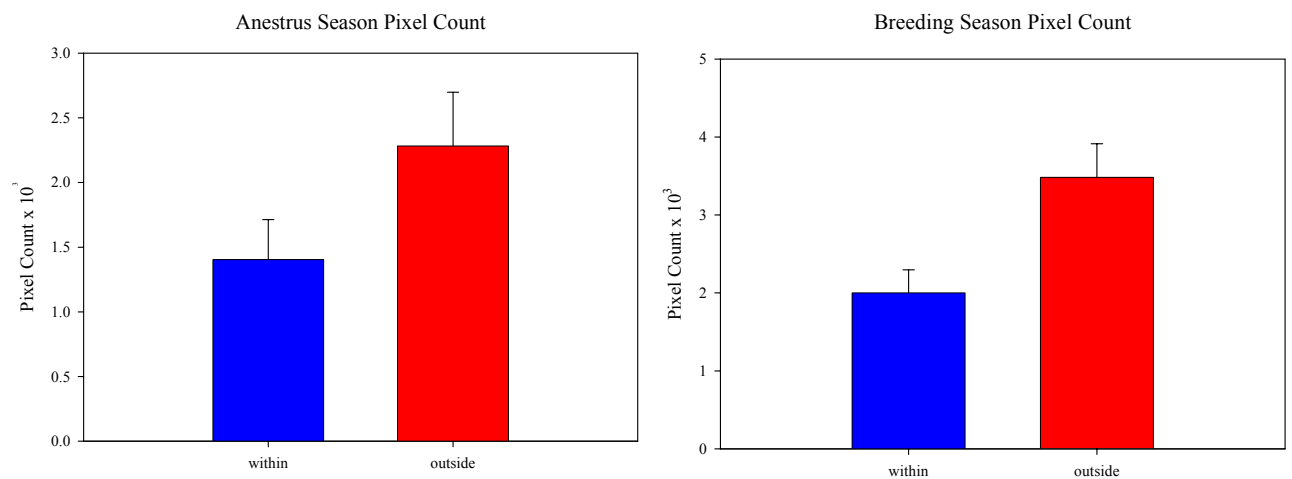 Anestrus Season Pixel Count
3.0
2.5
2.0
1.5
1.0
0.5
0.0
Pixel Count x 10³
within outside
Breeding Season Pixel Count
5
4
3
2
1
0
Pixel Count x 10³
within outside